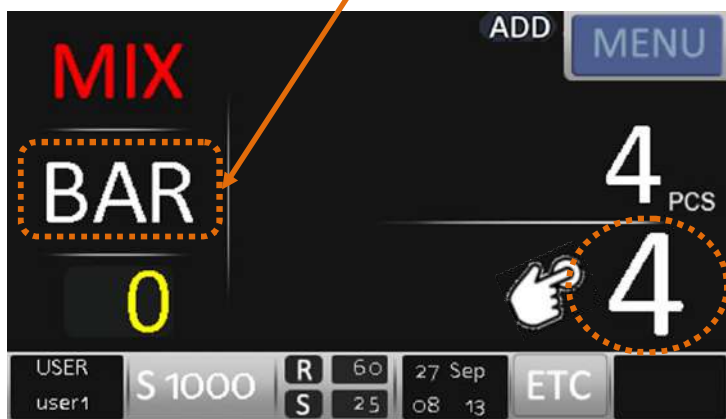 ADD MENU
MIX
BAR
4 PCS
0
4
USER
user1
S 1000
R 60
S 25
27 Sep
08 13
ETC